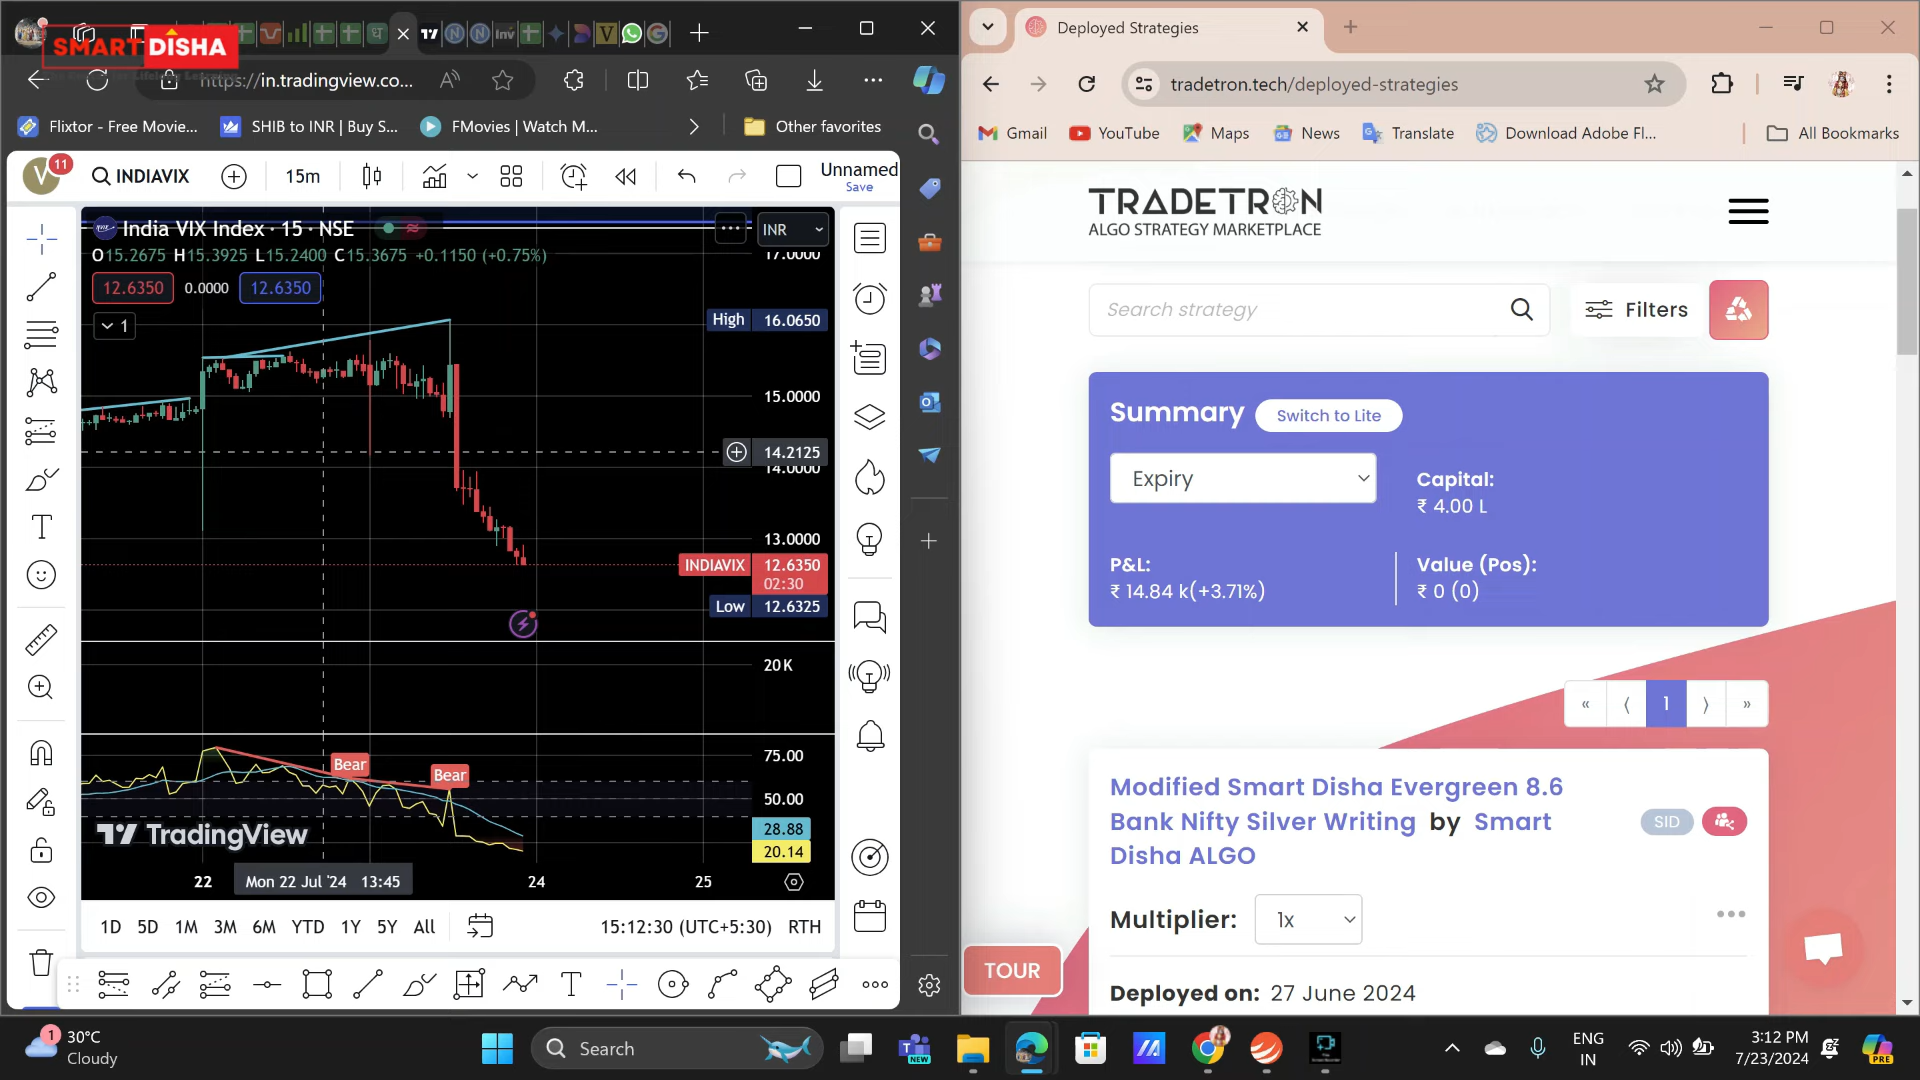 SMART DISHA
https://in.tradingview.co...
Flixtor - Free Movie...
SHIB to INR | Buy S...
FMovies | Watch M...
Other favorites
V
11
INDIAVIX
15m
Unnamed
Save
India VIX Index · 15 · NSE
INR
O15.2675 H15.3925 L15.2400 C15.3675 +0.1150 (+0.75%)
17.0000
12.6350
0.0000
12.6350
1
High 16.0650
15.0000
14.2125
14.0000
13.0000
INDIAVIX 12.6350
02:30
Low 12.6325
20K
75.00
Bear
Bear
50.00
28.88
20.14
TradingView
22
Mon 22 Jul '24 13:45
24
25
1D 5D 1M 3M 6M YTD 1Y 5Y All
15:12:30 (UTC+5:30) RTH
Deployed Strategies
tradetron.tech/deployed-strategies
Gmail
YouTube
Maps
News
Translate
Download Adobe Fl...
All Bookmarks
TRADETRON
ALGO STRATEGY MARKETPLACE
Search strategy
Filters
Summary
Switch to Lite
Expiry
Capital:
₹ 4.00 L
P&L:
₹ 14.84 k(+3.71%)
Value (Pos):
₹ 0 (0)
« ⟨ 1 ⟩ »
Modified Smart Disha Evergreen 8.6
Bank Nifty Silver Writing by Smart
Disha ALGO
SID
Multiplier: 1x
TOUR
Deployed on: 27 June 2024
1
30°C
Cloudy
Search
NEW
ENG
IN
3:12 PM
7/23/2024
PRE